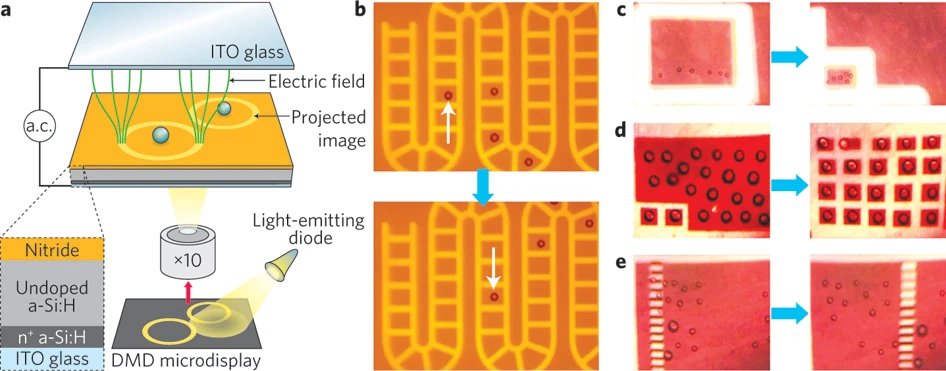 a
ITO glass
Electric field
a.c.
Projected
image
Light-emitting
diode
×10
Nitride
Undoped
a-Si:H
n⁺ a-Si:H
ITO glass
DMD microdisplay
b
c
d
e